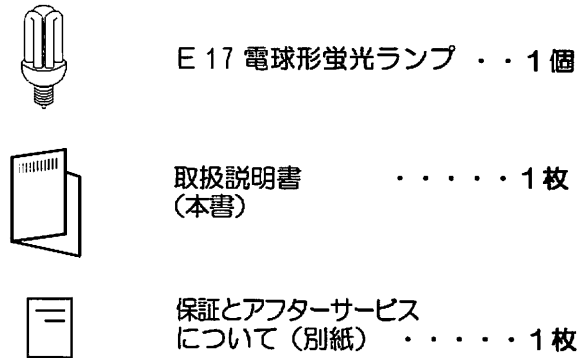 E 17 電球形蛍光ランプ ・・1個
取扱説明書 ・・・・・1枚
(本書)
保証とアフターサービス
について(別紙) ・・・・・1枚